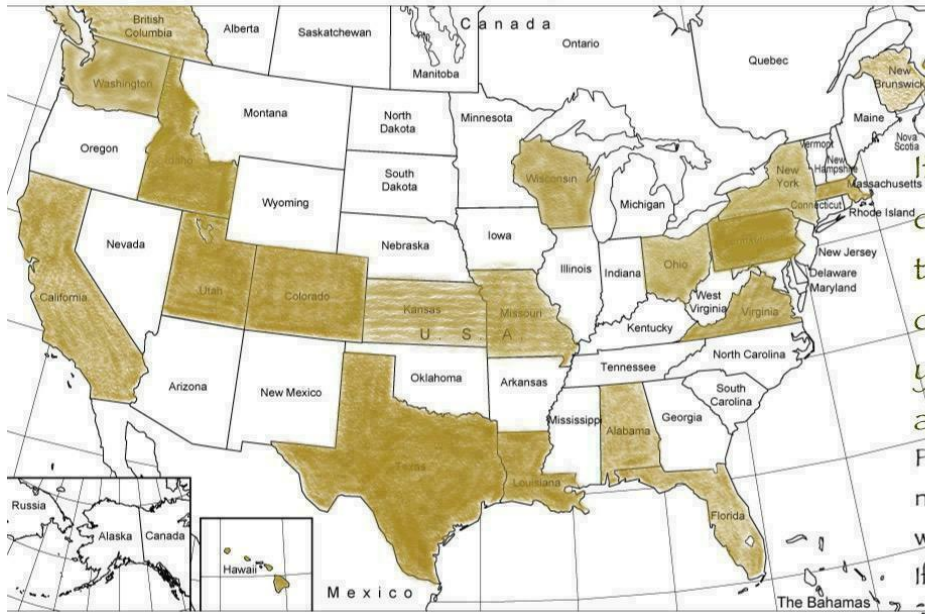 Canada
British
Columbia
Alberta
Saskatchewan
Manitoba
Ontario
Quebec
New
Brunswick
Washington
Montana
North
Dakota
Minnesota
Maine
Nova
Scotia
Vermont
New
Hampshire
Oregon
Idaho
South
Dakota
Wisconsin
Michigan
New
York
Massachusetts
Connecticut
Rhode Island
Wyoming
Nevada
Nebraska
Iowa
Illinois
Indiana
Ohio
New Jersey
Delaware
Maryland
California
Utah
Colorado
Kansas
Missouri
West
Virginia
Virginia
USA
Kentucky
North Carolina
Tennessee
Arizona
New Mexico
Oklahoma
Arkansas
South
Carolina
Mississippi
Alabama
Georgia
Texas
Louisiana
Florida
Russia
Alaska
Canada
Hawaii
Mexico
The Bahamas